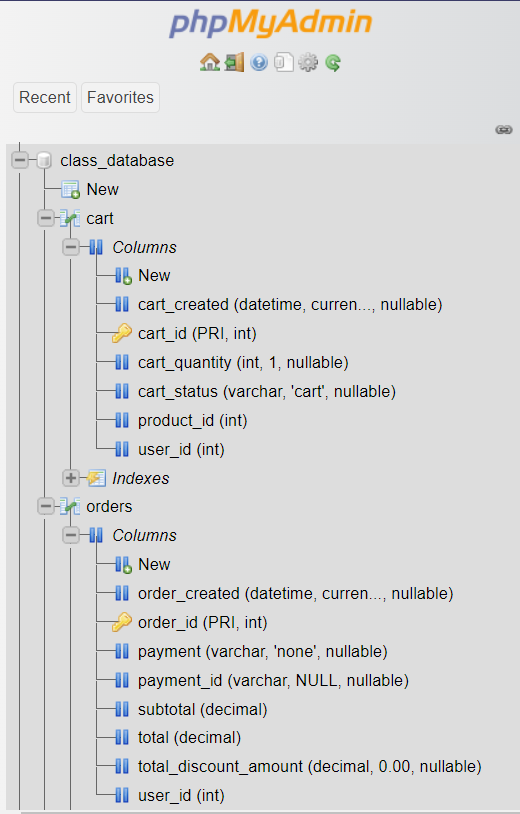 phpMyAdmin
Recent Favorites
class_database
New
cart
Columns
New
cart_created (datetime, curren..., nullable)
cart_id (PRI, int)
cart_quantity (int, 1, nullable)
cart_status (varchar, 'cart', nullable)
product_id (int)
user_id (int)
Indexes
orders
Columns
New
order_created (datetime, curren..., nullable)
order_id (PRI, int)
payment (varchar, 'none', nullable)
payment_id (varchar, NULL, nullable)
subtotal (decimal)
total (decimal)
total_discount_amount (decimal, 0.00, nullable)
user_id (int)